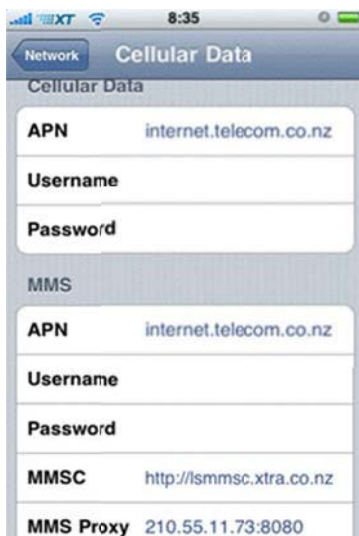 XT 8:35
Network Cellular Data
Cellular Data
APN internet.telecom.co.nz
Username
Password
MMS
APN internet.telecom.co.nz
Username
Password
MMSC http://lsmmsc.xtra.co.nz
MMS Proxy 210.55.11.73:8080